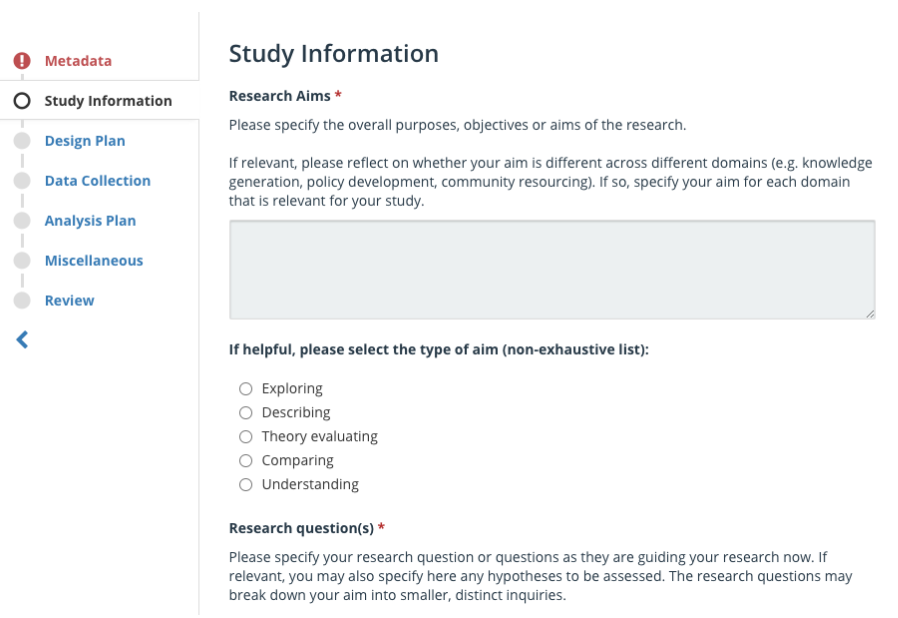 Metadata
Study Information
Design Plan
Data Collection
Analysis Plan
Miscellaneous
Review
Study Information
Research Aims *
Please specify the overall purposes, objectives or aims of the research.
If relevant, please reflect on whether your aim is different across different domains (e.g. knowledge
generation, policy development, community resourcing). If so, specify your aim for each domain
that is relevant for your study.
If helpful, please select the type of aim (non-exhaustive list):
Exploring
Describing
Theory evaluating
Comparing
Understanding
Research question(s) *
Please specify your research question or questions as they are guiding your research now. If
relevant, you may also specify here any hypotheses to be assessed. The research questions may
break down your aim into smaller, distinct inquiries.